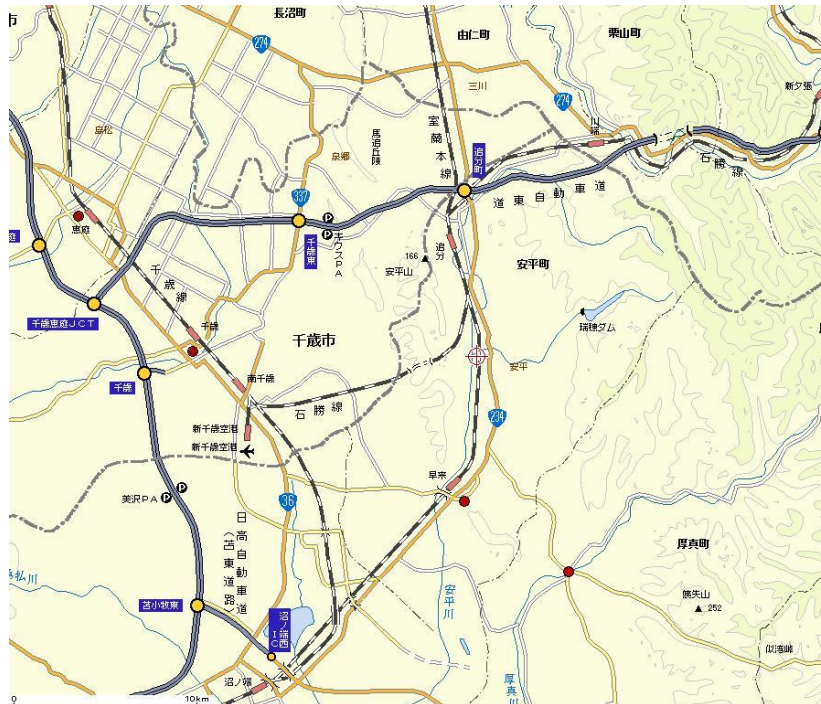 市
長沼町
由仁町
栗山町
274
三川
274
新夕張
島松
馬追丘陵
室蘭本線
川端
泉郷
石勝線
追分町
道東自動車道
337
恵庭
千歳東
キウスPA
166
安平山
追分
安平町
千歳線
瑞穂ダム
千歳恵庭JCT
千歳
千歳市
安平
千歳
南千歳
石勝線
234
新千歳空港
新千歳空港
早来
美沢PA
36
日高自動車道
〈苫東道路〉
厚真町
安平川
苫小牧東
沼ノ端西IC
252
似湾峠
沼ノ端
厚真川
0
10km